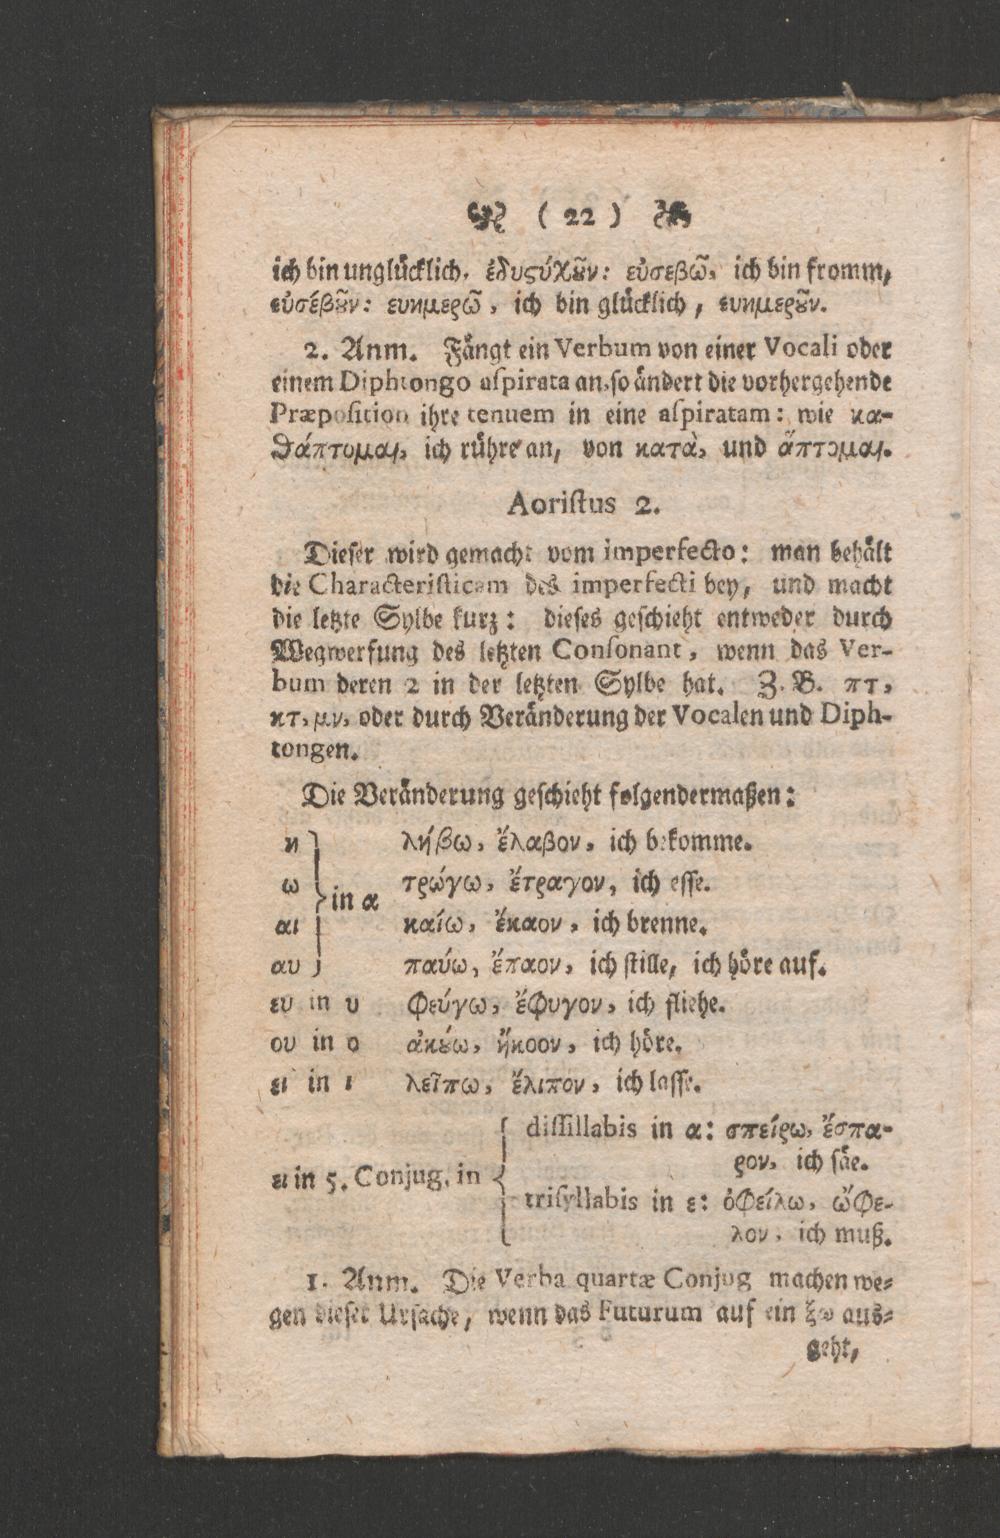 ( 22 )
ich bin unglücklich, ἐδυςύχȣ͂ν: εὐσεβῶ, ich bin fromm,
εὐσέβȣ͂ν: ευημερῶ, ich bin glücklich, ευημερȣ͂ν.
2. Anm. Fängt ein Verbum von einer Vocali oder
einem Diphtongo aſpirata an, so ändert die vorhergehende
Præpoſition ihre tenuem in eine aſpiratam: wie κα-
θάπτομαι, ich rühre an, von κατὰ, und ἅπτομαι.
Aoriſtus 2.
Dieſer wird gemacht vom imperfecto: man behält
die Characteriſticam des imperfecti bey, und macht
die letzte Sylbe kurz: dieſes geſchieht entweder durch
Wegwerfung des letzten Conſonant, wenn das Ver-
bum deren 2 in der letzten Sylbe hat. Z. B. πτ,
κτ, μν, oder durch Veränderung der Vocalen und Diph-
tongen.
Die Veränderung geſchieht folgendermaßen:
η λήβω, ἔλαβον, ich bekomme.
ω in α τρώγω, ἔτραγον, ich eſſe.
αι καίω, ἔκαον, ich brenne.
αυ παύω, ἔπαον, ich ſtille, ich höre auf.
ευ in υ φεύγω, ἔφυγον, ich fliehe.
ου in ο ἀκȣ́ω, ἤκοον, ich höre.
ει in ι λεῖπω, ἔλιπον, ich laſſe.
ει in 5. Conjug. in
diſſillabis in α: σπείρω, ἔσπα-
ρον, ich ſäe.
triſyllabis in ε: ὀφείλω, ὤφε-
λον, ich muß.
1. Anm. Die Verba quartæ Conjug machen we-
gen dieſer Urſache, wenn das Futurum auf ein ξω aus-
geht,